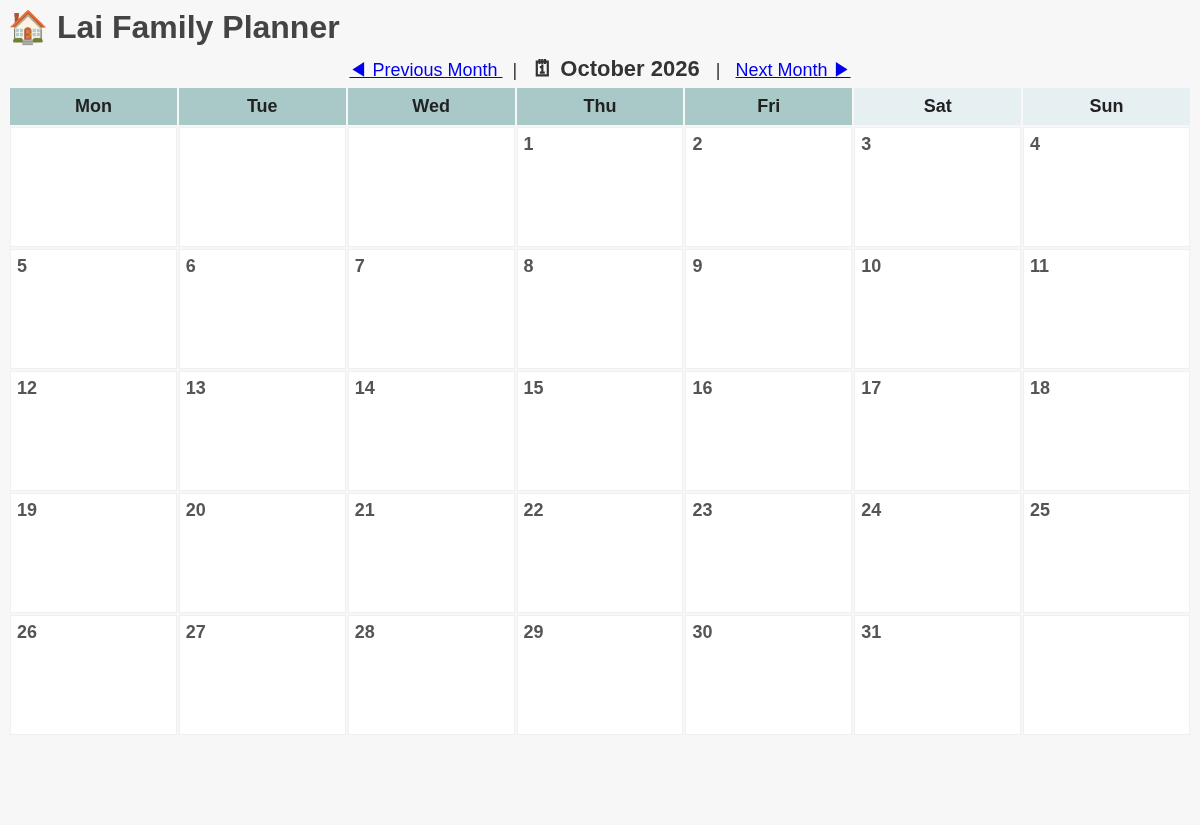 🏠 Lai Family Planner
◀ Previous Month | 🗓 October 2026 | Next Month ▶
Mon Tue Wed Thu Fri Sat Sun
1 2 3 4
5 6 7 8 9 10 11
12 13 14 15 16 17 18
19 20 21 22 23 24 25
26 27 28 29 30 31